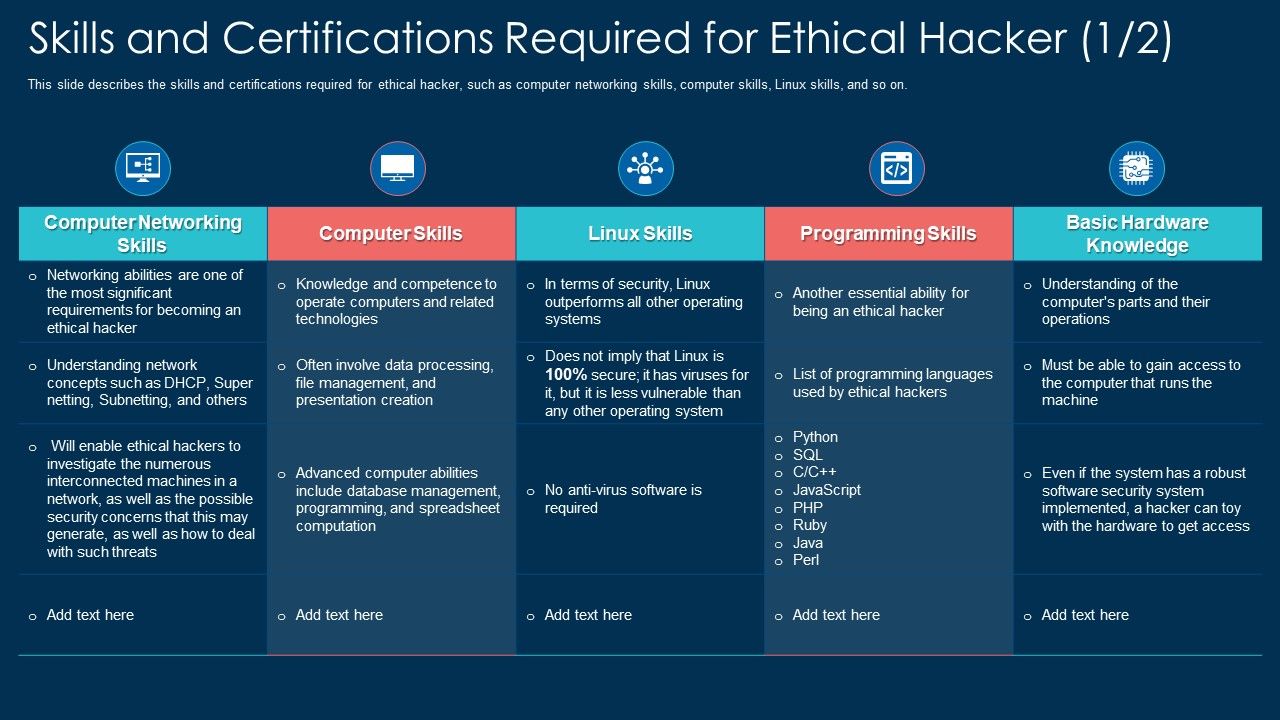 Skills and Certifications Required for Ethical Hacker (1/2)
This slide describes the skills and certifications required for ethical hacker, such as computer networking skills, computer skills, Linux skills, and so on.
Computer Networking
Skills
Computer Skills
Linux Skills
Programming Skills
Basic Hardware
Knowledge
o Networking abilities are one of
the most significant
requirements for becoming an
ethical hacker
o Knowledge and competence to
operate computers and related
technologies
o In terms of security, Linux
outperforms all other operating
systems
o Another essential ability for
being an ethical hacker
o Understanding of the
computer's parts and their
operations
o Understanding network
concepts such as DHCP, Super
netting, Subnetting, and others
o Often involve data processing,
file management, and
presentation creation
o Does not imply that Linux is
100% secure; it has viruses for
it, but it is less vulnerable than
any other operating system
o List of programming languages
used by ethical hackers
o Must be able to gain access to
the computer that runs the
machine
o Will enable ethical hackers to
investigate the numerous
interconnected machines in a
network, as well as the possible
security concerns that this may
generate, as well as how to deal
with such threats
o Advanced computer abilities
include database management,
programming, and spreadsheet
computation
o No anti-virus software is
required
o Python
o SQL
o C/C++
o JavaScript
o PHP
o Ruby
o Java
o Perl
o Even if the system has a robust
software security system
implemented, a hacker can toy
with the hardware to get access
o Add text here
o Add text here
o Add text here
o Add text here
o Add text here